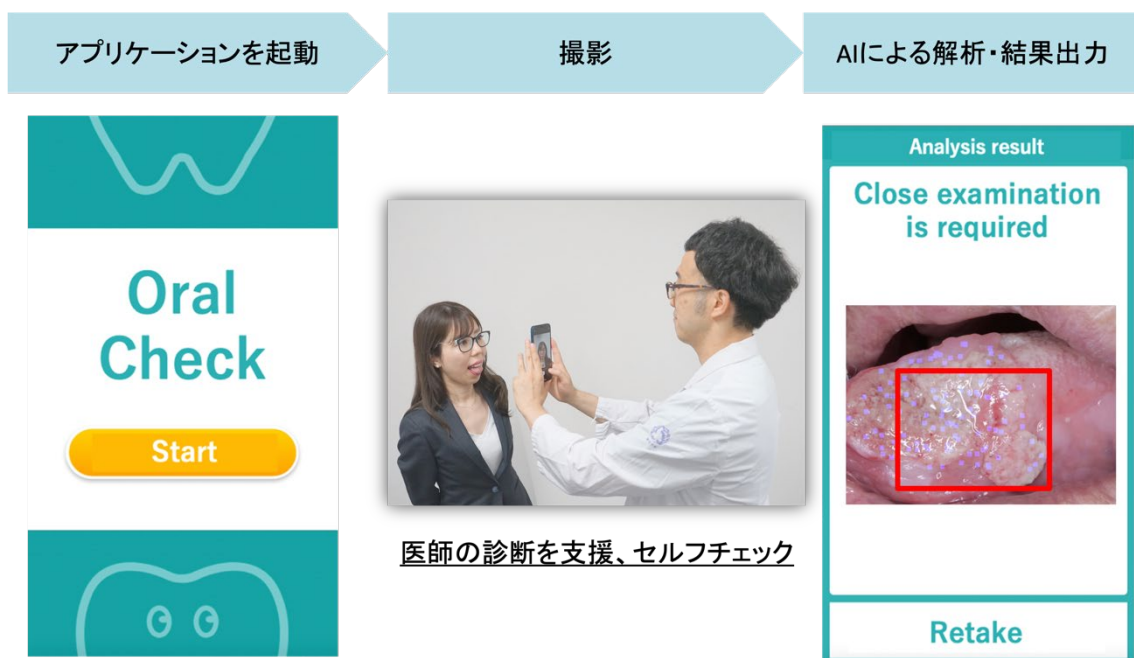 アプリケーションを起動
撮影
AIによる解析・結果出力
Oral
Check
Start
医師の診断を支援、セルフチェック
Analysis result
Close examination
is required
Retake